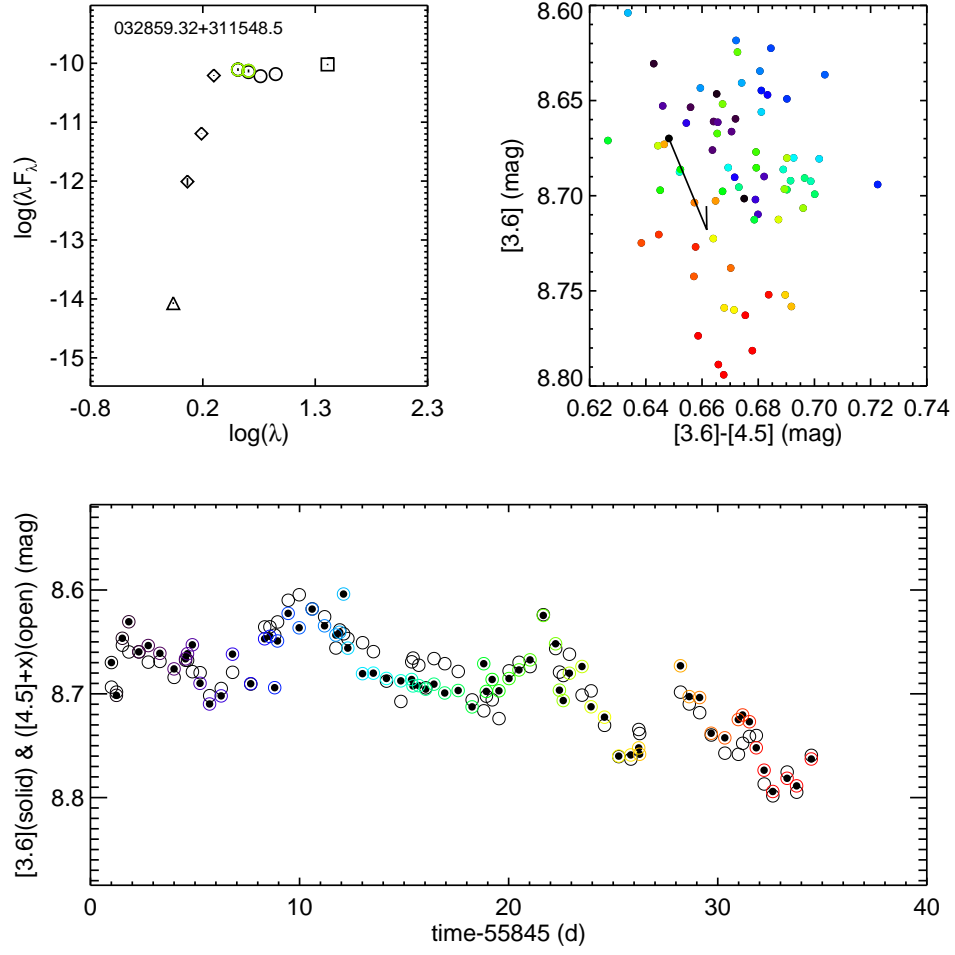 032859.32+311548.5
-10
-11
-12
-13
-14
-15
log(λFλ)
-0.8 0.2 1.3 2.3
log(λ)
8.60
8.65
8.70
8.75
8.80
[3.6] (mag)
0.62 0.64 0.66 0.68 0.70 0.72 0.74
[3.6]-[4.5] (mag)
8.6
8.7
8.8
[3.6](solid) & ([4.5]+x)(open) (mag)
0 10 20 30 40
time-55845 (d)